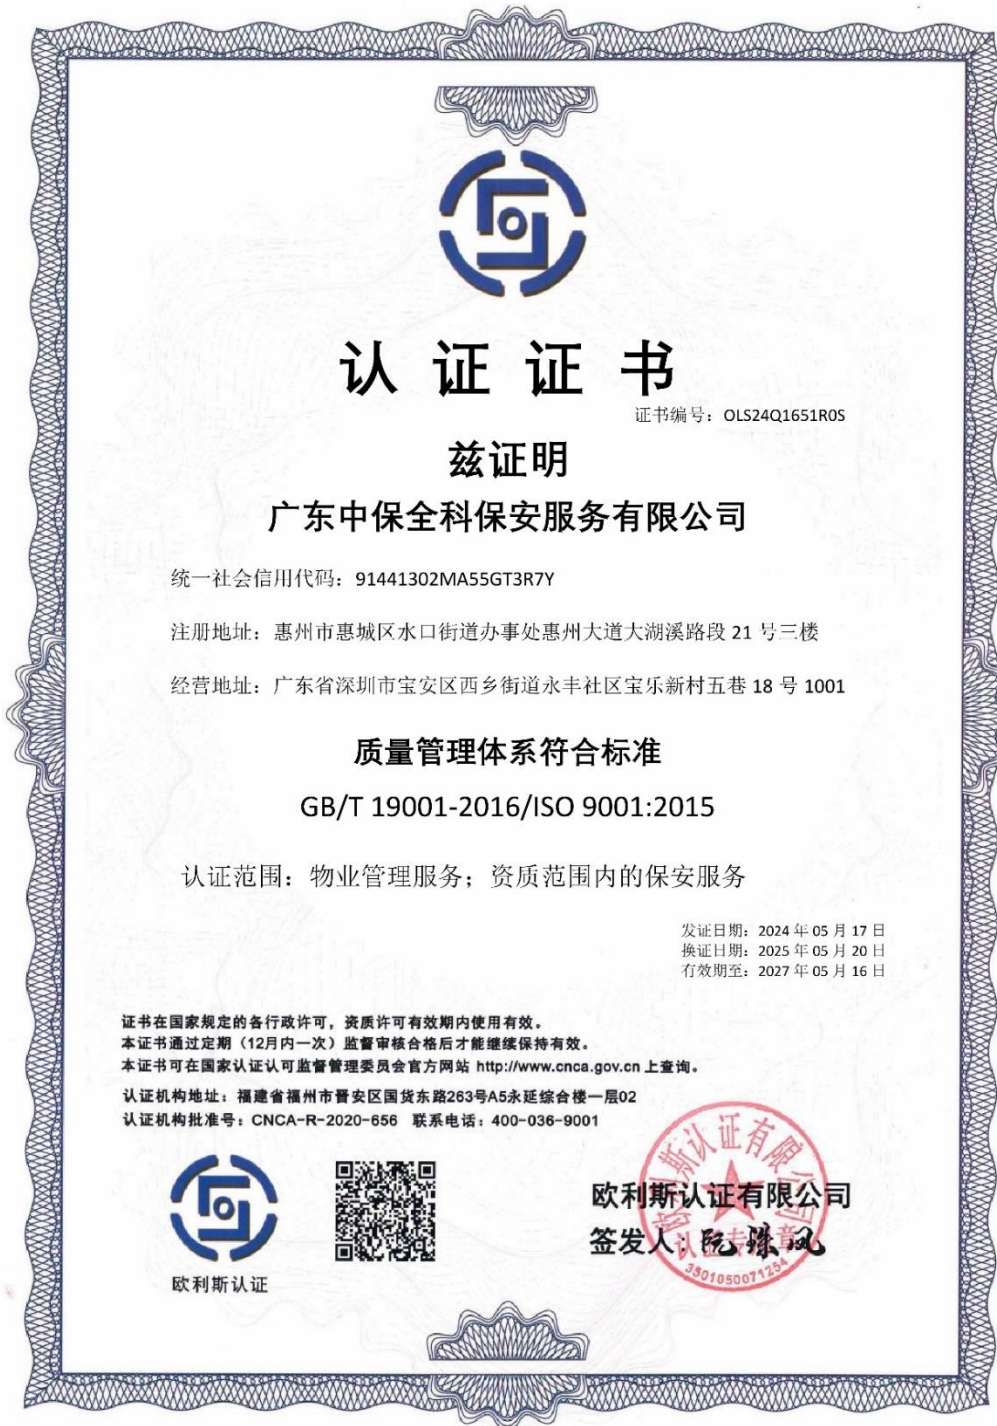 认证证书
证书编号：OLS24Q1651R0S
兹证明
广东中保全科保安服务有限公司
统一社会信用代码：91441302MA55GT3R7Y
注册地址：惠州市惠城区水口街道办事处惠州大道大湖溪路段 21 号三楼
经营地址：广东省深圳市宝安区西乡街道永丰社区宝乐新村五巷 18 号 1001
质量管理体系符合标准
GB/T 19001-2016/ISO 9001:2015
认证范围：物业管理服务；资质范围内的保安服务
发证日期：2024 年 05 月 17 日
换证日期：2025 年 05 月 20 日
有效期至：2027 年 05 月 16 日
证书在国家规定的各行政许可，资质许可有效期内使用有效。
本证书通过定期（12月内一次）监督审核合格后才能继续保持有效。
本证书可在国家认证认可监督管理委员会官方网站 http://www.cnca.gov.cn 上查询。
认证机构地址：福建省福州市晋安区国货东路263号A5永延综合楼一层02
认证机构批准号：CNCA-R-2020-656 联系电话：400-036-9001
欧利斯认证
欧利斯认证有限公司
签发人：
欧利斯认证有限公司
认证专用章
3501050071254